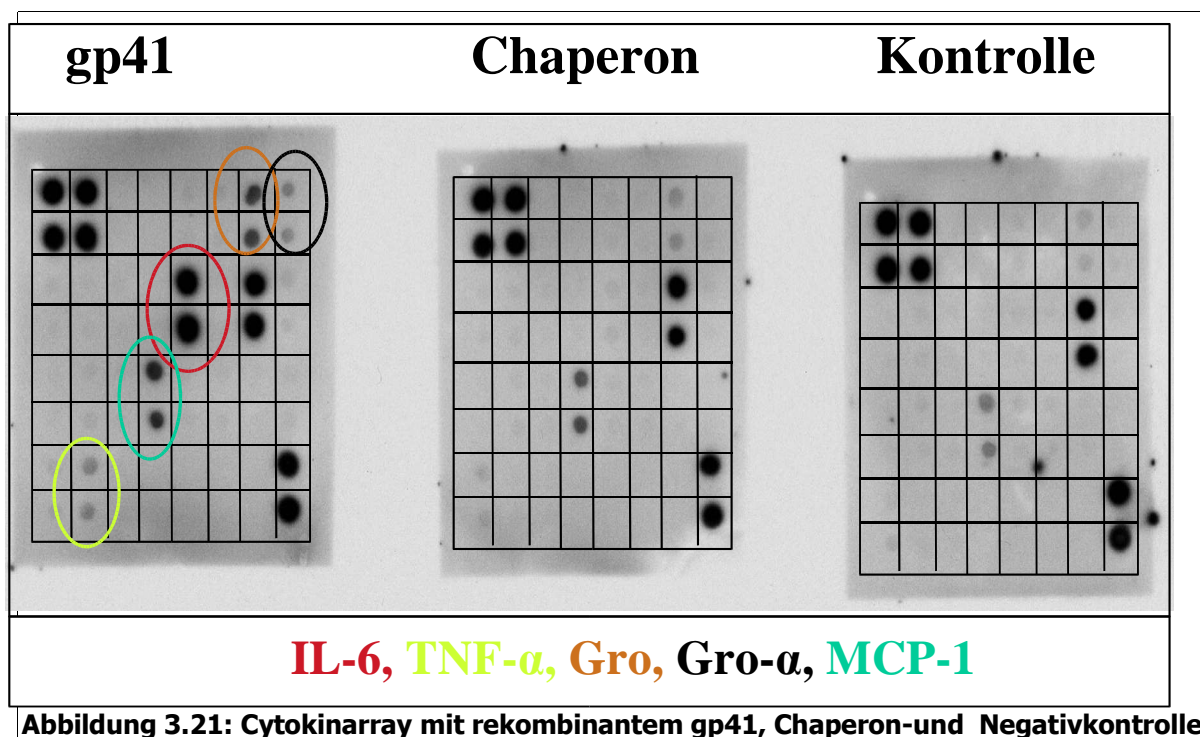 gp41 Chaperon Kontrolle
IL-6, TNF-α, Gro, Gro-α, MCP-1
Abbildung 3.21: Cytokinarray mit rekombinantem gp41, Chaperon-und Negativkontrolle